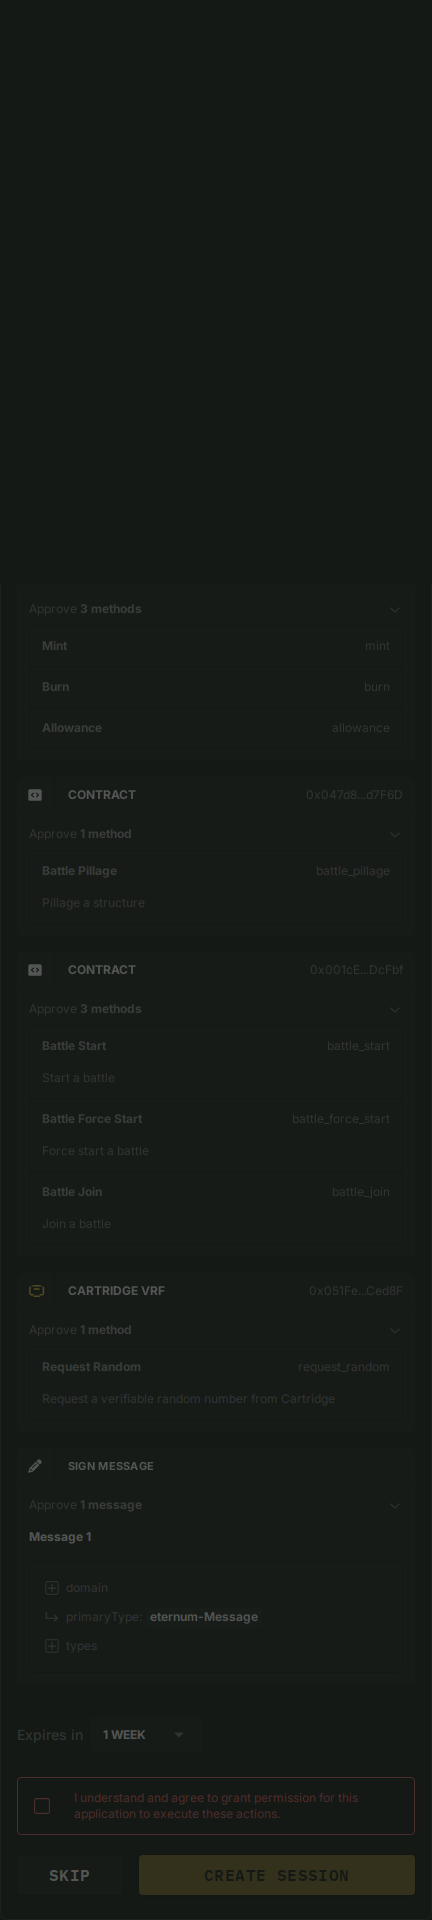 Approve 3 methods
Mint mint
Burn burn
Allowance allowance
CONTRACT 0x047d8...d7F6D
Approve 1 method
Battle Pillage battle_pillage
Pillage a structure
CONTRACT 0x001cE...DcFbf
Approve 3 methods
Battle Start battle_start
Start a battle
Battle Force Start battle_force_start
Force start a battle
Battle Join battle_join
Join a battle
CARTRIDGE VRF 0x051Fe...Ced8F
Approve 1 method
Request Random request_random
Request a verifiable random number from Cartridge
SIGN MESSAGE
Approve 1 message
Message 1
domain
primaryType: eternum-Message
types
Expires in 1 WEEK
I understand and agree to grant permission for this
application to execute these actions.
SKIP CREATE SESSION